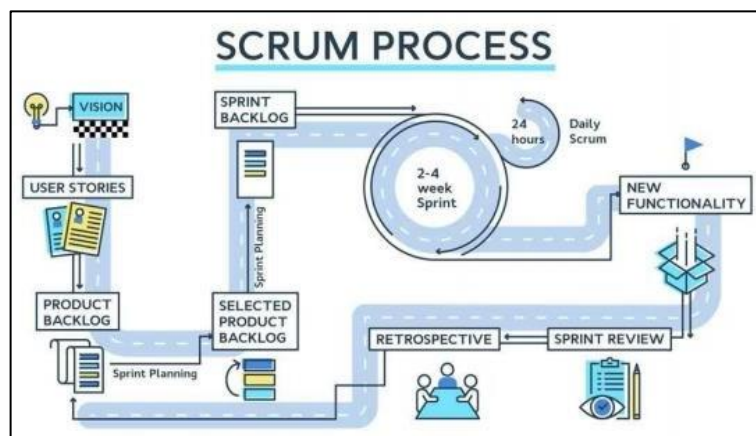 SCRUM PROCESS
VISION
USER STORIES
PRODUCT
BACKLOG
Sprint Planning
SELECTED
PRODUCT
BACKLOG
Sprint Planning
SPRINT
BACKLOG
2-4
week
Sprint
24
hours
Daily
Scrum
NEW
FUNCTIONALITY
SPRINT REVIEW
RETROSPECTIVE